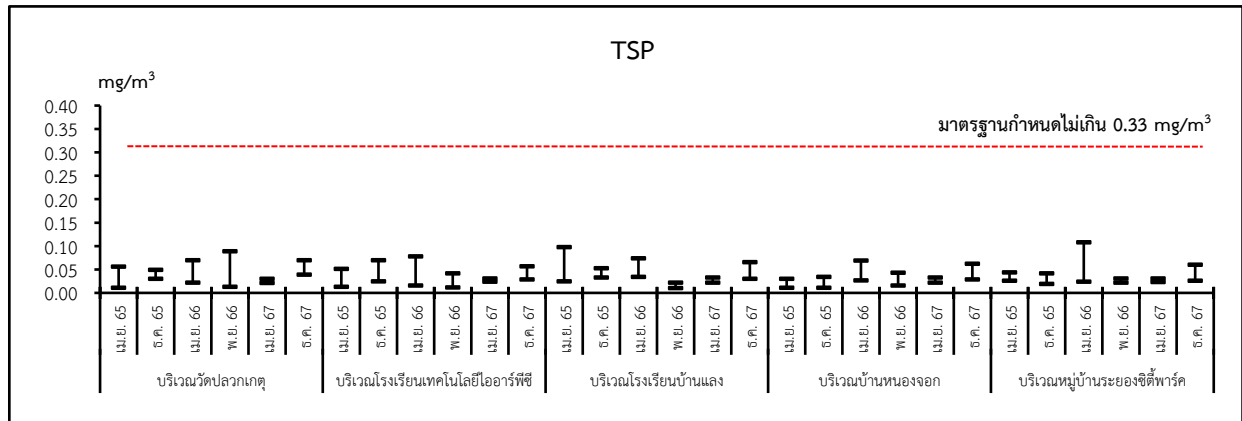 TSP
mg/m³
0.40
0.35
0.30
0.25
0.20
0.15
0.10
0.05
0.00
มาตรฐานกำหนดไม่เกิน 0.33 mg/m³
เม.ย. 65 ธ.ค. 65 เม.ย. 66 พ.ย. 66 เม.ย. 67 ธ.ค. 67 เม.ย. 65 ธ.ค. 65 เม.ย. 66 พ.ย. 66 เม.ย. 67 ธ.ค. 67 เม.ย. 65 ธ.ค. 65 เม.ย. 66 พ.ย. 66 เม.ย. 67 ธ.ค. 67 เม.ย. 65 ธ.ค. 65 เม.ย. 66 พ.ย. 66 เม.ย. 67 ธ.ค. 67 เม.ย. 65 ธ.ค. 65 เม.ย. 66 พ.ย. 66 เม.ย. 67 ธ.ค. 67
บริเวณวัดปลวกเกตุ บริเวณโรงเรียนเทคโนโลยีไออาร์พีซี บริเวณโรงเรียนบ้านแลง บริเวณบ้านหนองจอก บริเวณหมู่บ้านระยองซิตี้พาร์ค